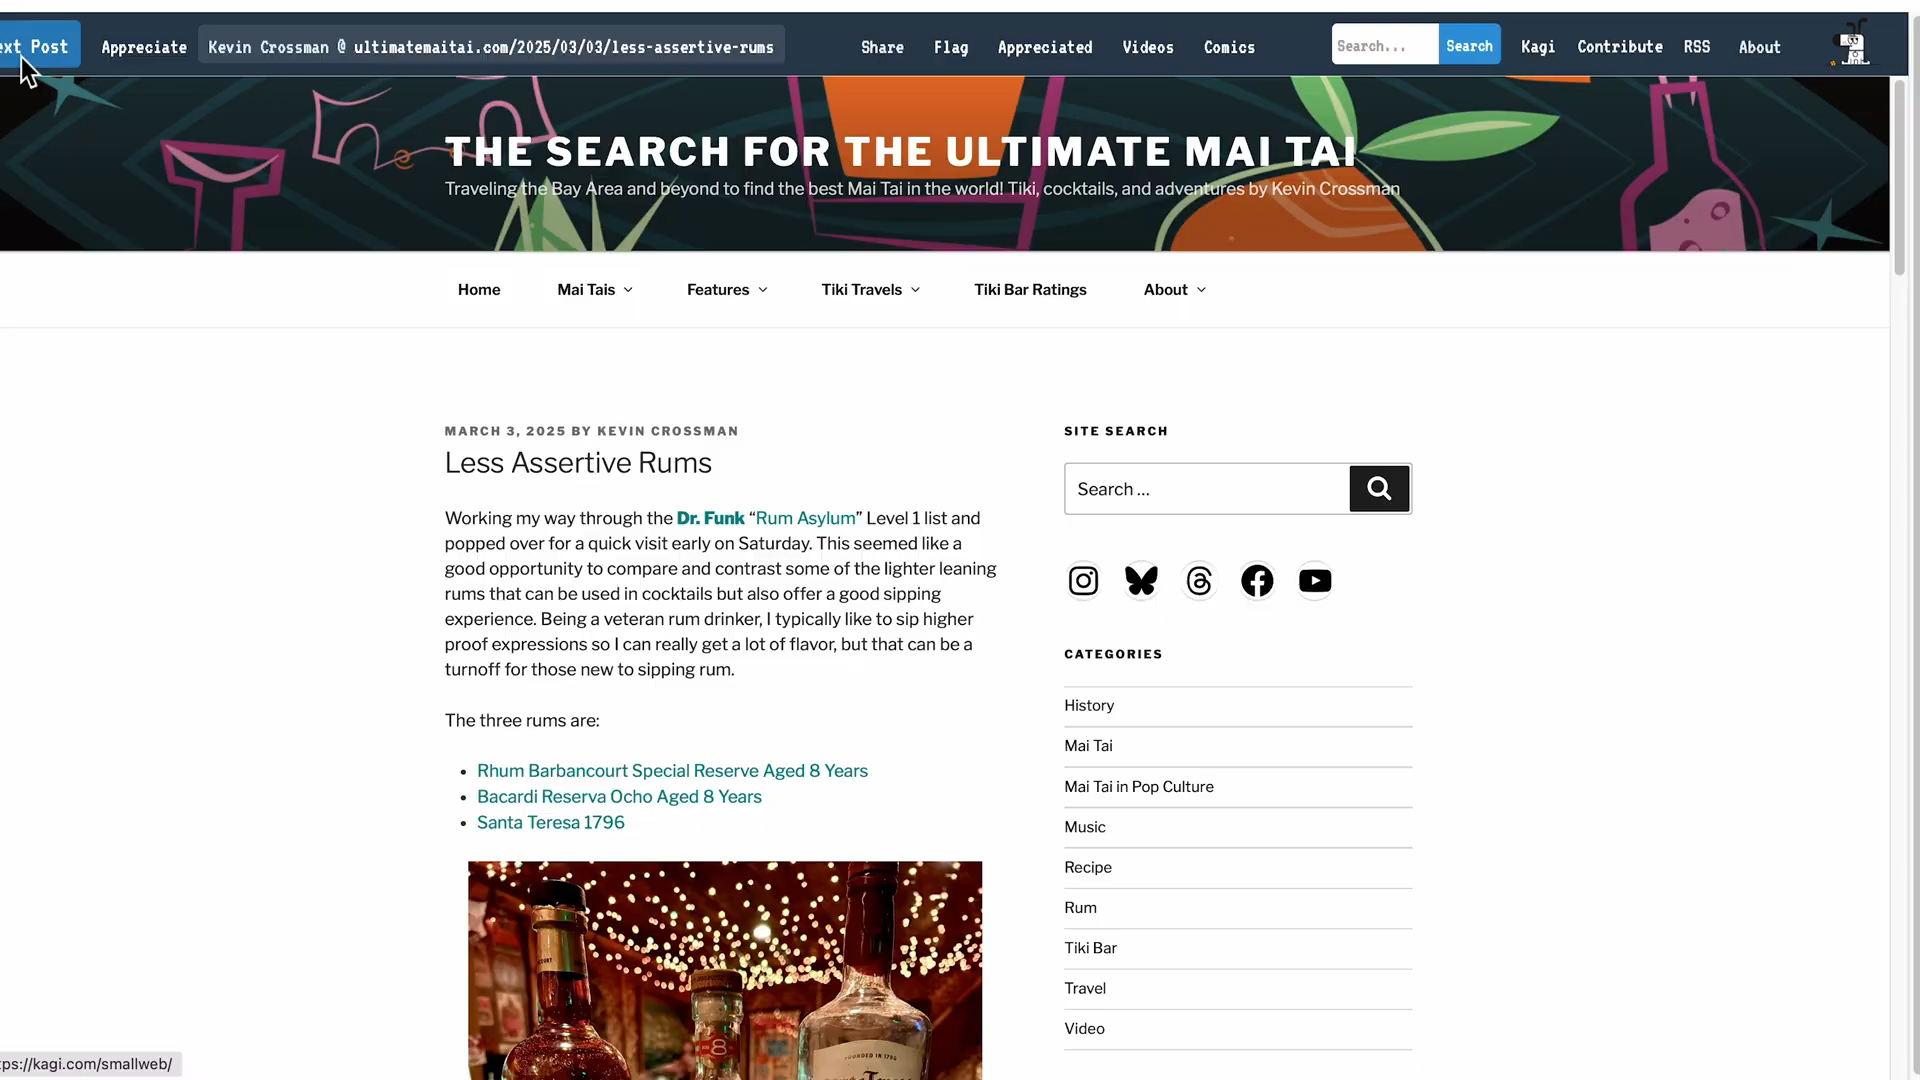 ext Post
Appreciate
Kevin Crossman @ ultimatemaitai.com/2025/03/03/less-assertive-rums
Share
Flag
Appreciated
Videos
Comics
Search...
Search
Kagi
Contribute
RSS
About
THE SEARCH FOR THE ULTIMATE MAI TAI
Traveling the Bay Area and beyond to find the best Mai Tai in the world! Tiki, cocktails, and adventures by Kevin Crossman
Home
Mai Tais
Features
Tiki Travels
Tiki Bar Ratings
About
MARCH 3, 2025 BY KEVIN CROSSMAN
Less Assertive Rums
Working my way through the Dr. Funk “Rum Asylum” Level 1 list and
popped over for a quick visit early on Saturday. This seemed like a
good opportunity to compare and contrast some of the lighter leaning
rums that can be used in cocktails but also offer a good sipping
experience. Being a veteran rum drinker, I typically like to sip higher
proof expressions so I can really get a lot of flavor, but that can be a
turnoff for those new to sipping rum.
The three rums are:
• Rhum Barbancourt Special Reserve Aged 8 Years
• Bacardi Reserva Ocho Aged 8 Years
• Santa Teresa 1796
8
FOUNDED IN 1796
SITE SEARCH
Search …
CATEGORIES
History
Mai Tai
Mai Tai in Pop Culture
Music
Recipe
Rum
Tiki Bar
Travel
Video
tps://kagi.com/smallweb/